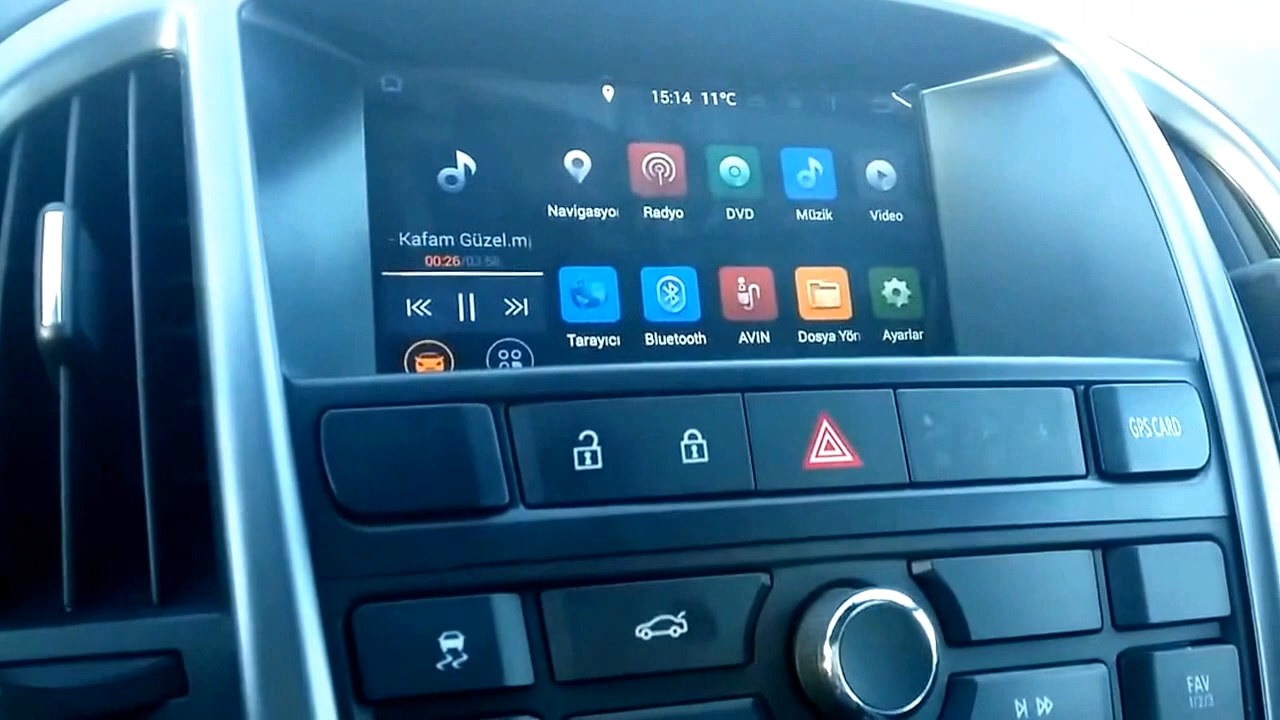 15:14 11°C
Navigasyo
Radyo
DVD
Müzik
Video
- Kafam Güzel.m
00:26/03:58
Tarayıcı
Bluetooth
AVIN
Dosya Yön
Ayarlar
GPS CARD
FAV
1/2/3